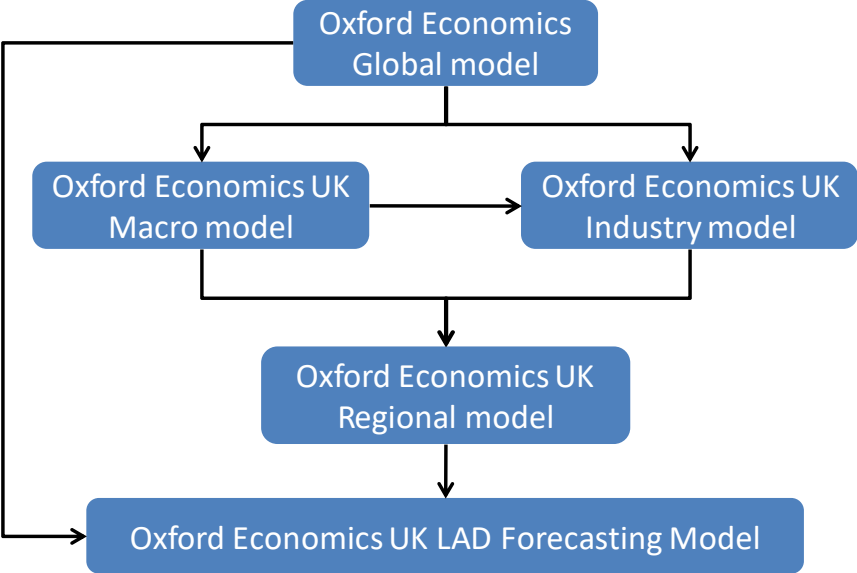 Oxford Economics
Global model
Oxford Economics UK
Macro model
Oxford Economics UK
Industry model
Oxford Economics UK
Regional model
Oxford Economics UK LAD Forecasting Model